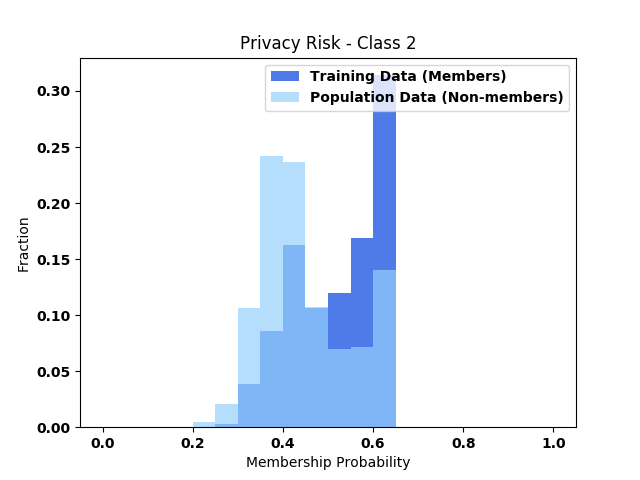 Privacy Risk - Class 2
Training Data (Members)
Population Data (Non-members)
0.30
0.25
0.20
0.15
0.10
0.05
0.00
Fraction
0.0 0.2 0.4 0.6 0.8 1.0
Membership Probability